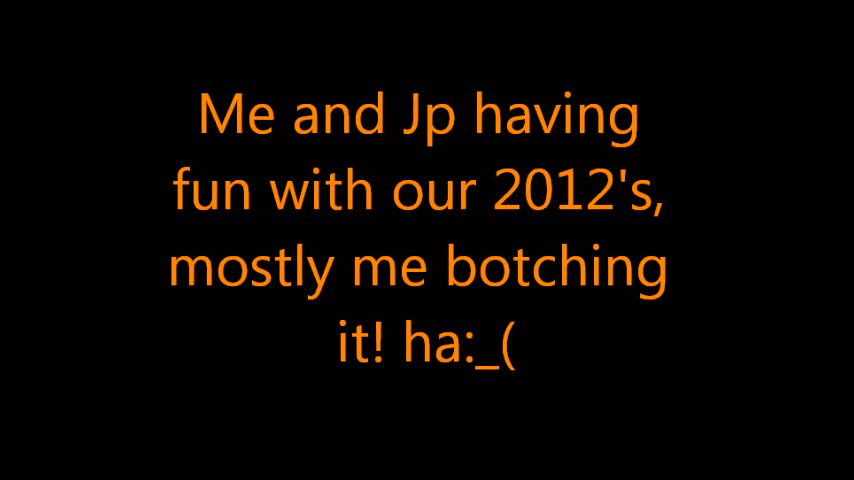 Me and Jp having
fun with our 2012's,
mostly me botching
it! ha:_(